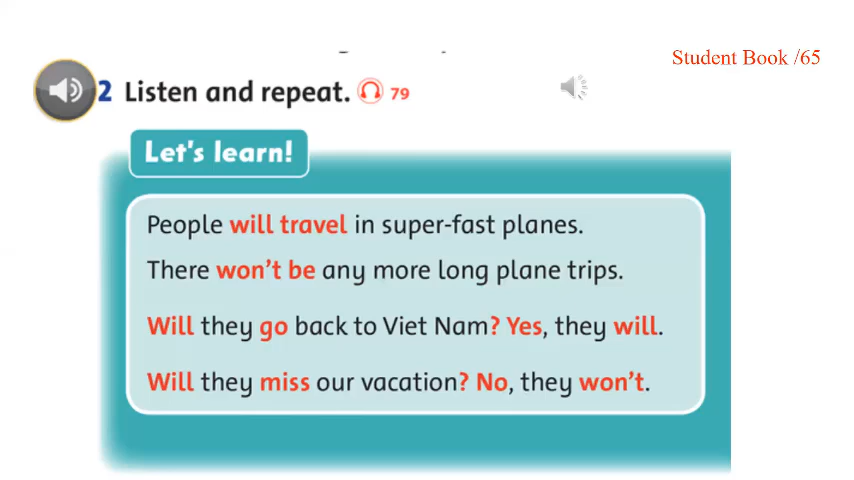 Student Book /65
2 Listen and repeat. 79
Let's learn!
People will travel in super-fast planes.
There won't be any more long plane trips.
Will they go back to Viet Nam? Yes, they will.
Will they miss our vacation? No, they won't.